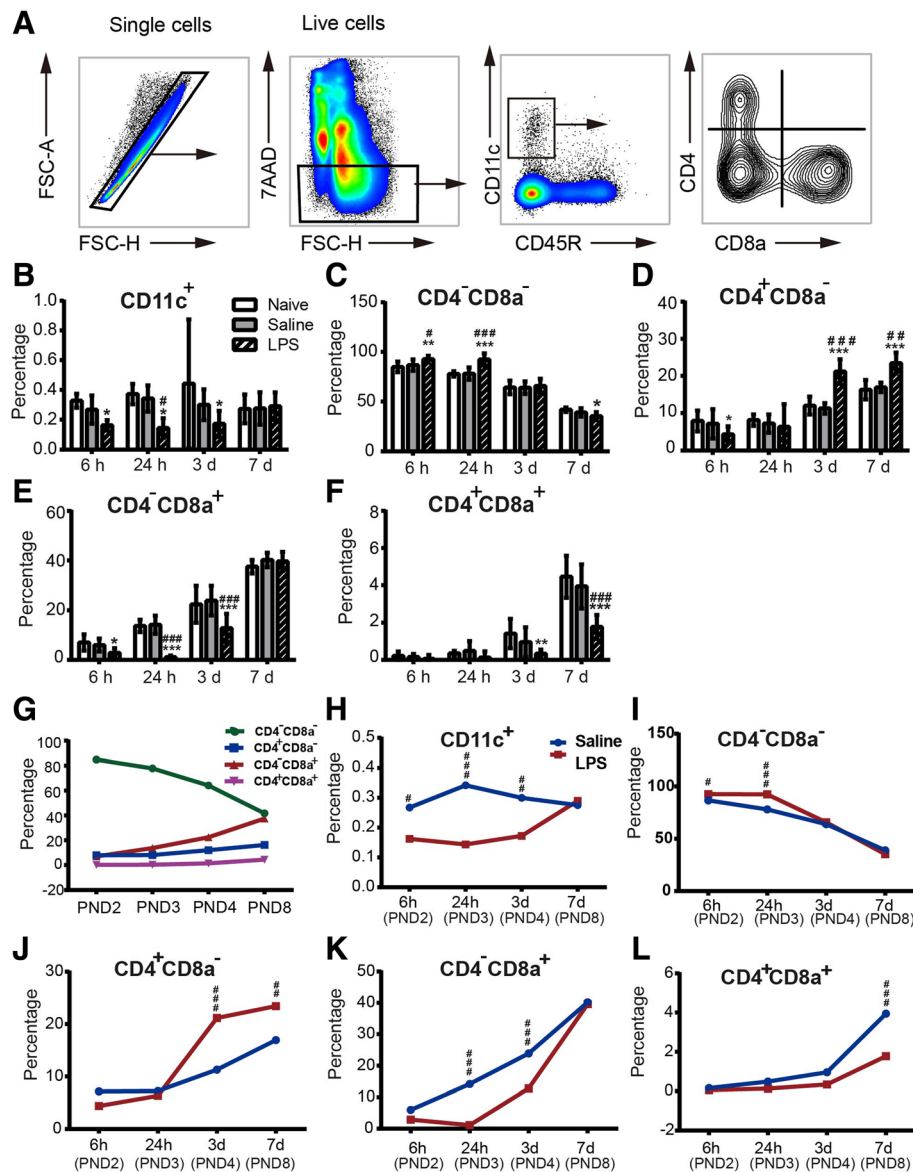 A
Single cells
Live cells
FSC-A
FSC-H
7AAD
FSC-H
CD11c
CD45R
CD4
CD8a
B
CD11c+
Percentage
1.0
0.8
0.6
0.4
0.2
0.0
Naive
Saline
LPS
*
#
*
*
6 h
24 h
3 d
7 d
C
CD4-CD8a-
Percentage
150
100
50
0
#
**
###
***
*
6 h
24 h
3 d
7 d
D
CD4+CD8a-
Percentage
40
30
20
10
0
*
###
***
##
***
6 h
24 h
3 d
7 d
E
CD4-CD8a+
Percentage
60
40
20
0
*
###
***
###
***
6 h
24 h
3 d
7 d
F
CD4+CD8a+
Percentage
8
6
4
2
0
**
###
***
6 h
24 h
3 d
7 d
G
CD4-CD8a-
CD4+CD8a-
CD4-CD8a+
CD4+CD8a+
Percentage
100
80
60
40
20
0
-20
PND2
PND3
PND4
PND8
H
CD11c+
Saline
LPS
Percentage
0.5
0.4
0.3
0.2
0.1
0.0
#
###
##
6h
24h
3d
7d
(PND2)
(PND3)
(PND4)
(PND8)
I
CD4-CD8a-
Percentage
150
100
50
0
#
###
6h
24h
3d
7d
(PND2)
(PND3)
(PND4)
(PND8)
J
CD4+CD8a-
Percentage
30
20
10
0
###
##
6h
24h
3d
7d
(PND2)
(PND3)
(PND4)
(PND8)
K
CD4-CD8a+
Percentage
50
40
30
20
10
0
###
###
6h
24h
3d
7d
(PND2)
(PND3)
(PND4)
(PND8)
L
CD4+CD8a+
Percentage
6
4
2
0
-2
###
6h
24h
3d
7d
(PND2)
(PND3)
(PND4)
(PND8)